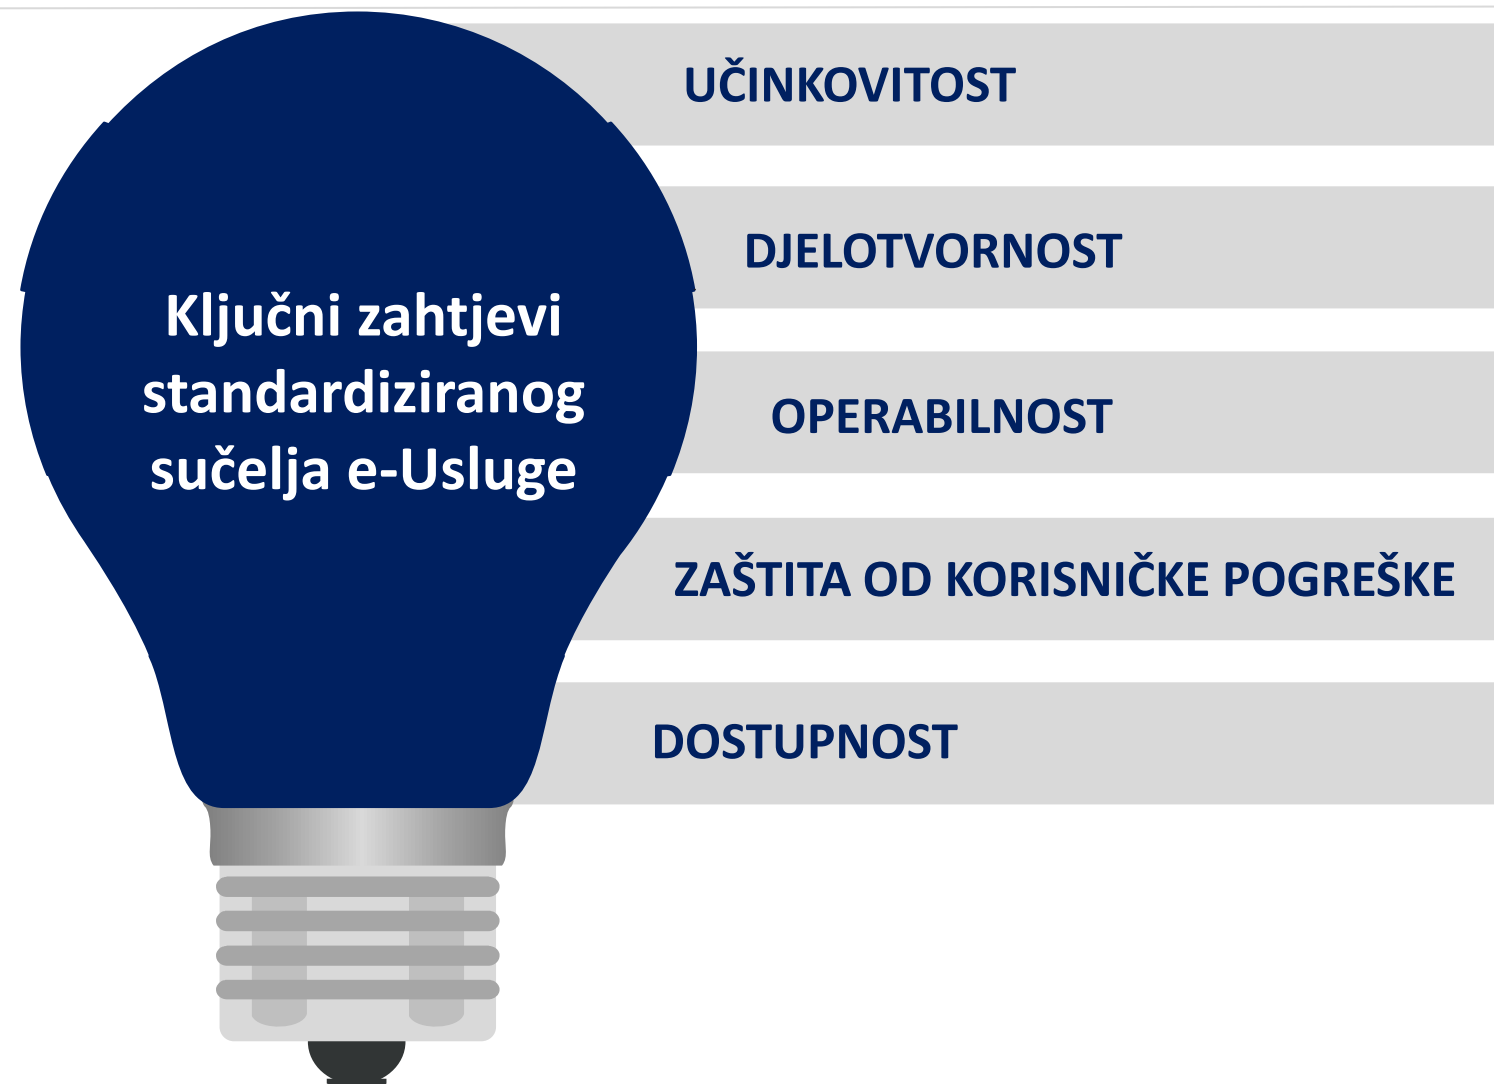 Ključni zahtjevi
standardiziranog
sučelja e-Usluge
UČINKOVITOST
DJELOTVORNOST
OPERABILNOST
ZAŠTITA OD KORISNIČKE POGREŠKE
DOSTUPNOST